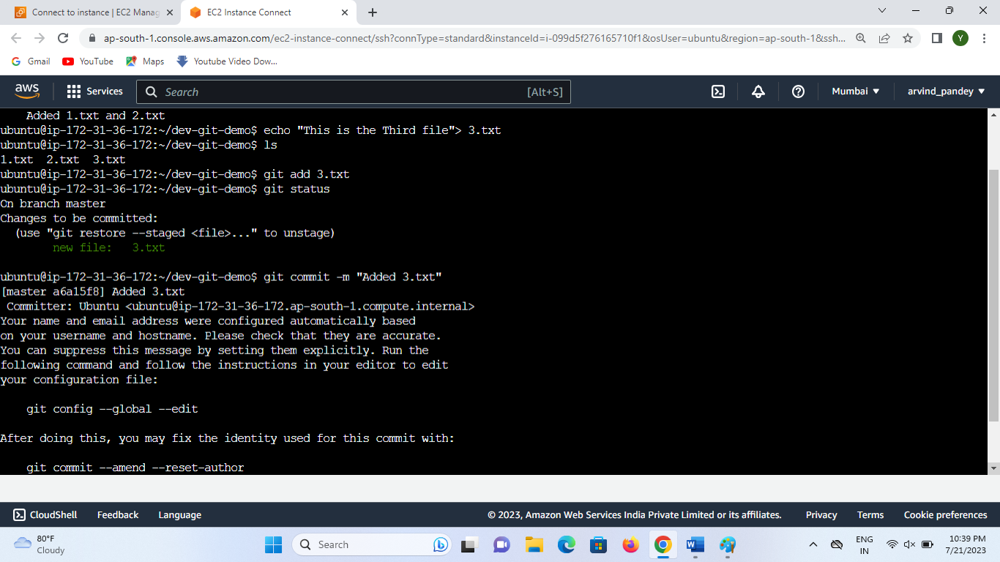 Connect to instance | EC2 Manag
EC2 Instance Connect
ap-south-1.console.aws.amazon.com/ec2-instance-connect/ssh?connType=standard&instanceId=i-099d5f276165710f1&osUser=ubuntu&region=ap-south-1&ssh...
Y
Gmail
YouTube
Maps
Youtube Video Dow...
aws
Services
Search
[Alt+S]
Mumbai
arvind_pandey
Added 1.txt and 2.txt
ubuntu@ip-172-31-36-172:~/dev-git-demo$ echo "This is the Third file"> 3.txt
ubuntu@ip-172-31-36-172:~/dev-git-demo$ ls
1.txt  2.txt  3.txt
ubuntu@ip-172-31-36-172:~/dev-git-demo$ git add 3.txt
ubuntu@ip-172-31-36-172:~/dev-git-demo$ git status
On branch master
Changes to be committed:
  (use "git restore --staged <file>..." to unstage)
        new file:   3.txt
ubuntu@ip-172-31-36-172:~/dev-git-demo$ git commit -m "Added 3.txt"
[master a6a15f8] Added 3.txt
 Committer: Ubuntu <ubuntu@ip-172-31-36-172.ap-south-1.compute.internal>
Your name and email address were configured automatically based
on your username and hostname. Please check that they are accurate.
You can suppress this message by setting them explicitly. Run the
following command and follow the instructions in your editor to edit
your configuration file:
    git config --global --edit
After doing this, you may fix the identity used for this commit with:
    git commit --amend --reset-author
CloudShell
Feedback
Language
© 2023, Amazon Web Services India Private Limited or its affiliates.
Privacy
Terms
Cookie preferences
80°F
Cloudy
Search
ENG
IN
10:39 PM
7/21/2023